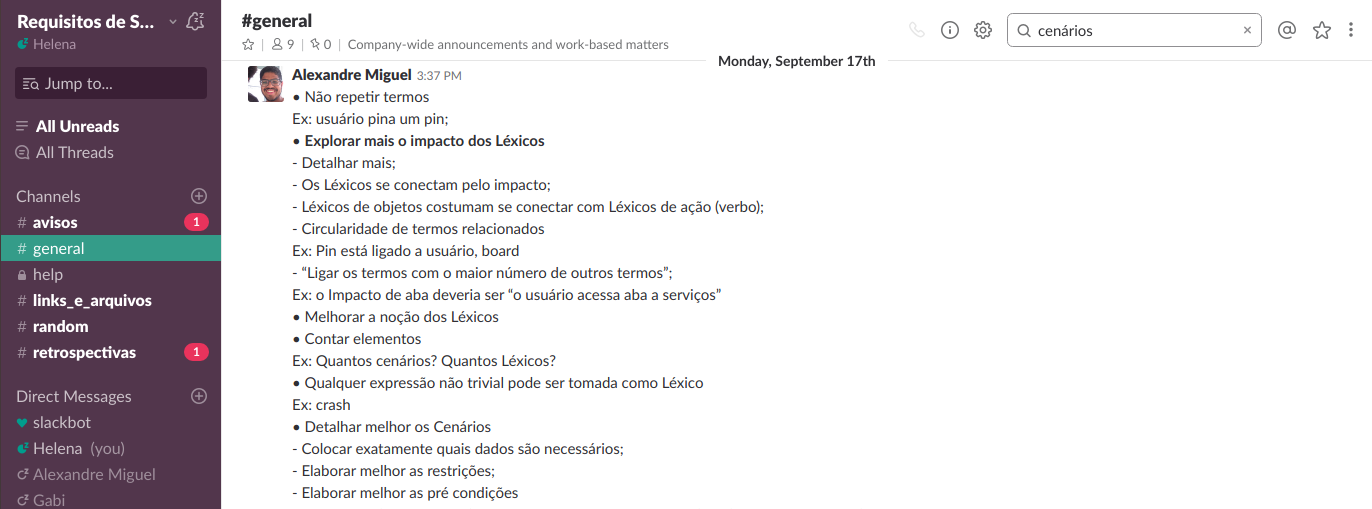 Requisitos de S...
Helena
Jump to...
All Unreads
All Threads
Channels
# avisos 1
# general
help
# links_e_arquivos
# random
# retrospectivas 1
Direct Messages
slackbot
Helena (you)
Alexandre Miguel
Gabi
#general
9 | 0 | Company-wide announcements and work-based matters
cenários
Monday, September 17th
Alexandre Miguel 3:37 PM
• Não repetir termos
Ex: usuário pina um pin;
• Explorar mais o impacto dos Léxicos
- Detalhar mais;
- Os Léxicos se conectam pelo impacto;
- Léxicos de objetos costumam se conectar com Léxicos de ação (verbo);
- Circularidade de termos relacionados
Ex: Pin está ligado a usuário, board
- “Ligar os termos com o maior número de outros termos”;
Ex: o Impacto de aba deveria ser “o usuário acessa aba a serviços”
• Melhorar a noção dos Léxicos
• Contar elementos
Ex: Quantos cenários? Quantos Léxicos?
• Qualquer expressão não trivial pode ser tomada como Léxico
Ex: crash
• Detalhar melhor os Cenários
- Colocar exatamente quais dados são necessários;
- Elaborar melhor as restrições;
- Elaborar melhor as pré condições